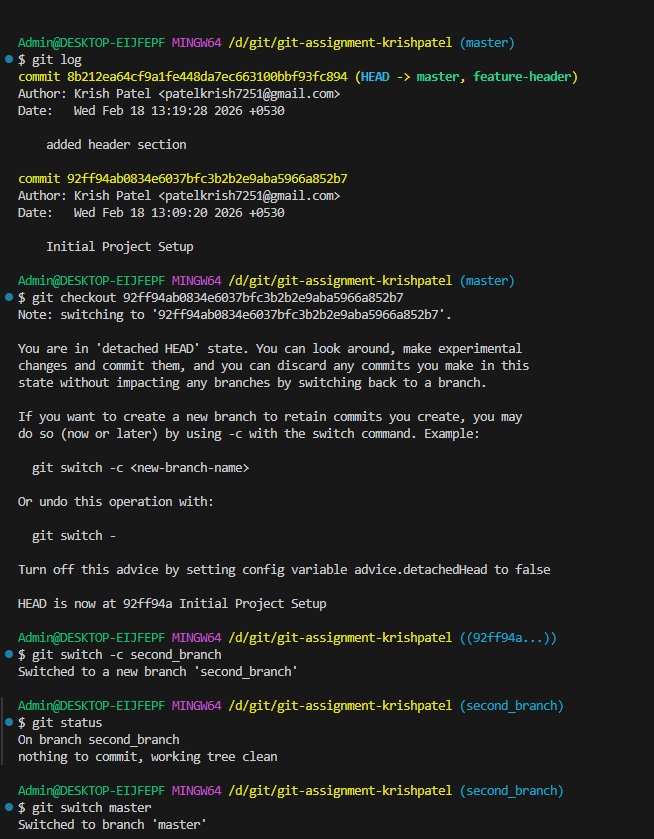 Admin@DESKTOP-EIJFEPF MINGW64 /d/git/git-assignment-krishpatel (master)
$ git log
commit 8b212ea64cf9a1fe448da7ec663100bbf93fc894 (HEAD -> master, feature-header)
Author: Krish Patel <patelkrish7251@gmail.com>
Date:   Wed Feb 18 13:19:28 2026 +0530
    added header section
commit 92ff94ab0834e6037bfc3b2b2e9aba5966a852b7
Author: Krish Patel <patelkrish7251@gmail.com>
Date:   Wed Feb 18 13:09:20 2026 +0530
    Initial Project Setup
Admin@DESKTOP-EIJFEPF MINGW64 /d/git/git-assignment-krishpatel (master)
$ git checkout 92ff94ab0834e6037bfc3b2b2e9aba5966a852b7
Note: switching to '92ff94ab0834e6037bfc3b2b2e9aba5966a852b7'.
You are in 'detached HEAD' state. You can look around, make experimental
changes and commit them, and you can discard any commits you make in this
state without impacting any branches by switching back to a branch.
If you want to create a new branch to retain commits you create, you may
do so (now or later) by using -c with the switch command. Example:
  git switch -c <new-branch-name>
Or undo this operation with:
  git switch -
Turn off this advice by setting config variable advice.detachedHead to false
HEAD is now at 92ff94a Initial Project Setup
Admin@DESKTOP-EIJFEPF MINGW64 /d/git/git-assignment-krishpatel ((92ff94a...))
$ git switch -c second_branch
Switched to a new branch 'second_branch'
Admin@DESKTOP-EIJFEPF MINGW64 /d/git/git-assignment-krishpatel (second_branch)
$ git status
On branch second_branch
nothing to commit, working tree clean
Admin@DESKTOP-EIJFEPF MINGW64 /d/git/git-assignment-krishpatel (second_branch)
$ git switch master
Switched to branch 'master'